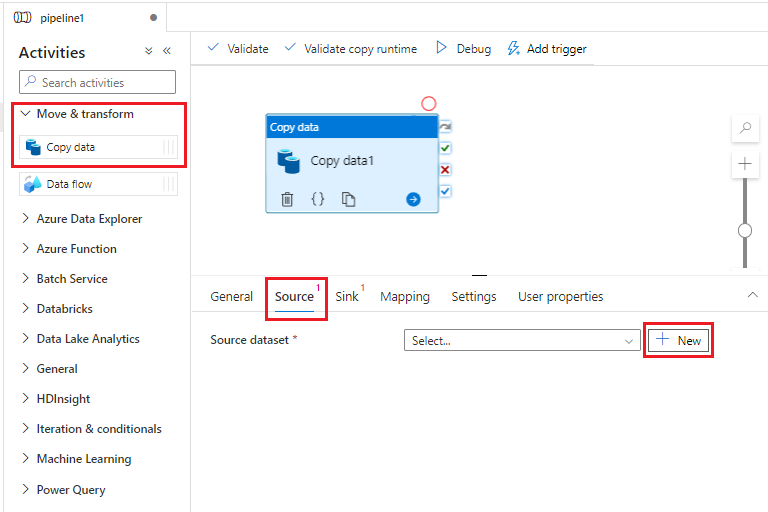 pipeline1
Activities
Search activities
Move & transform
Copy data
Data flow
Azure Data Explorer
Azure Function
Batch Service
Databricks
Data Lake Analytics
General
HDInsight
Iteration & conditionals
Machine Learning
Power Query
Validate
Validate copy runtime
Debug
Add trigger
Copy data
Copy data1
{}
General
Source 1
Sink 1
Mapping
Settings
User properties
Source dataset *
Select...
New